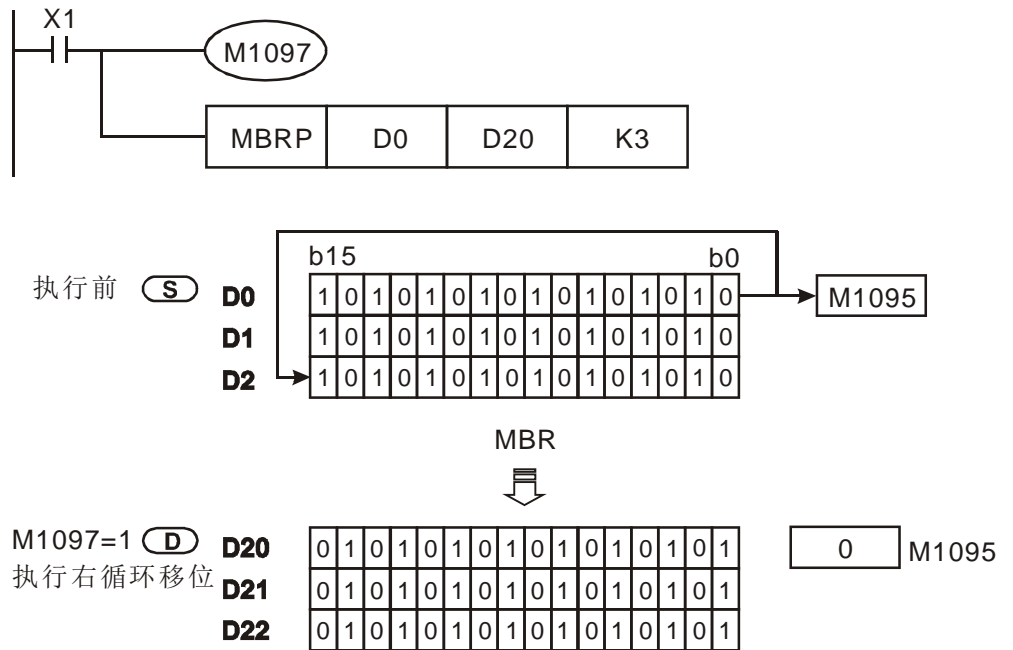 X1
M1097
MBRP D0 D20 K3
b15 b0
执行前 S D0 1 0 1 0 1 0 1 0 1 0 1 0 1 0 1 0 M1095
D1 1 0 1 0 1 0 1 0 1 0 1 0 1 0 1 0
D2 1 0 1 0 1 0 1 0 1 0 1 0 1 0 1 0
MBR
M1097=1 D D20 0 1 0 1 0 1 0 1 0 1 0 1 0 1 0 1 0 M1095
执行右循环移位 D21 0 1 0 1 0 1 0 1 0 1 0 1 0 1 0 1
D22 0 1 0 1 0 1 0 1 0 1 0 1 0 1 0 1